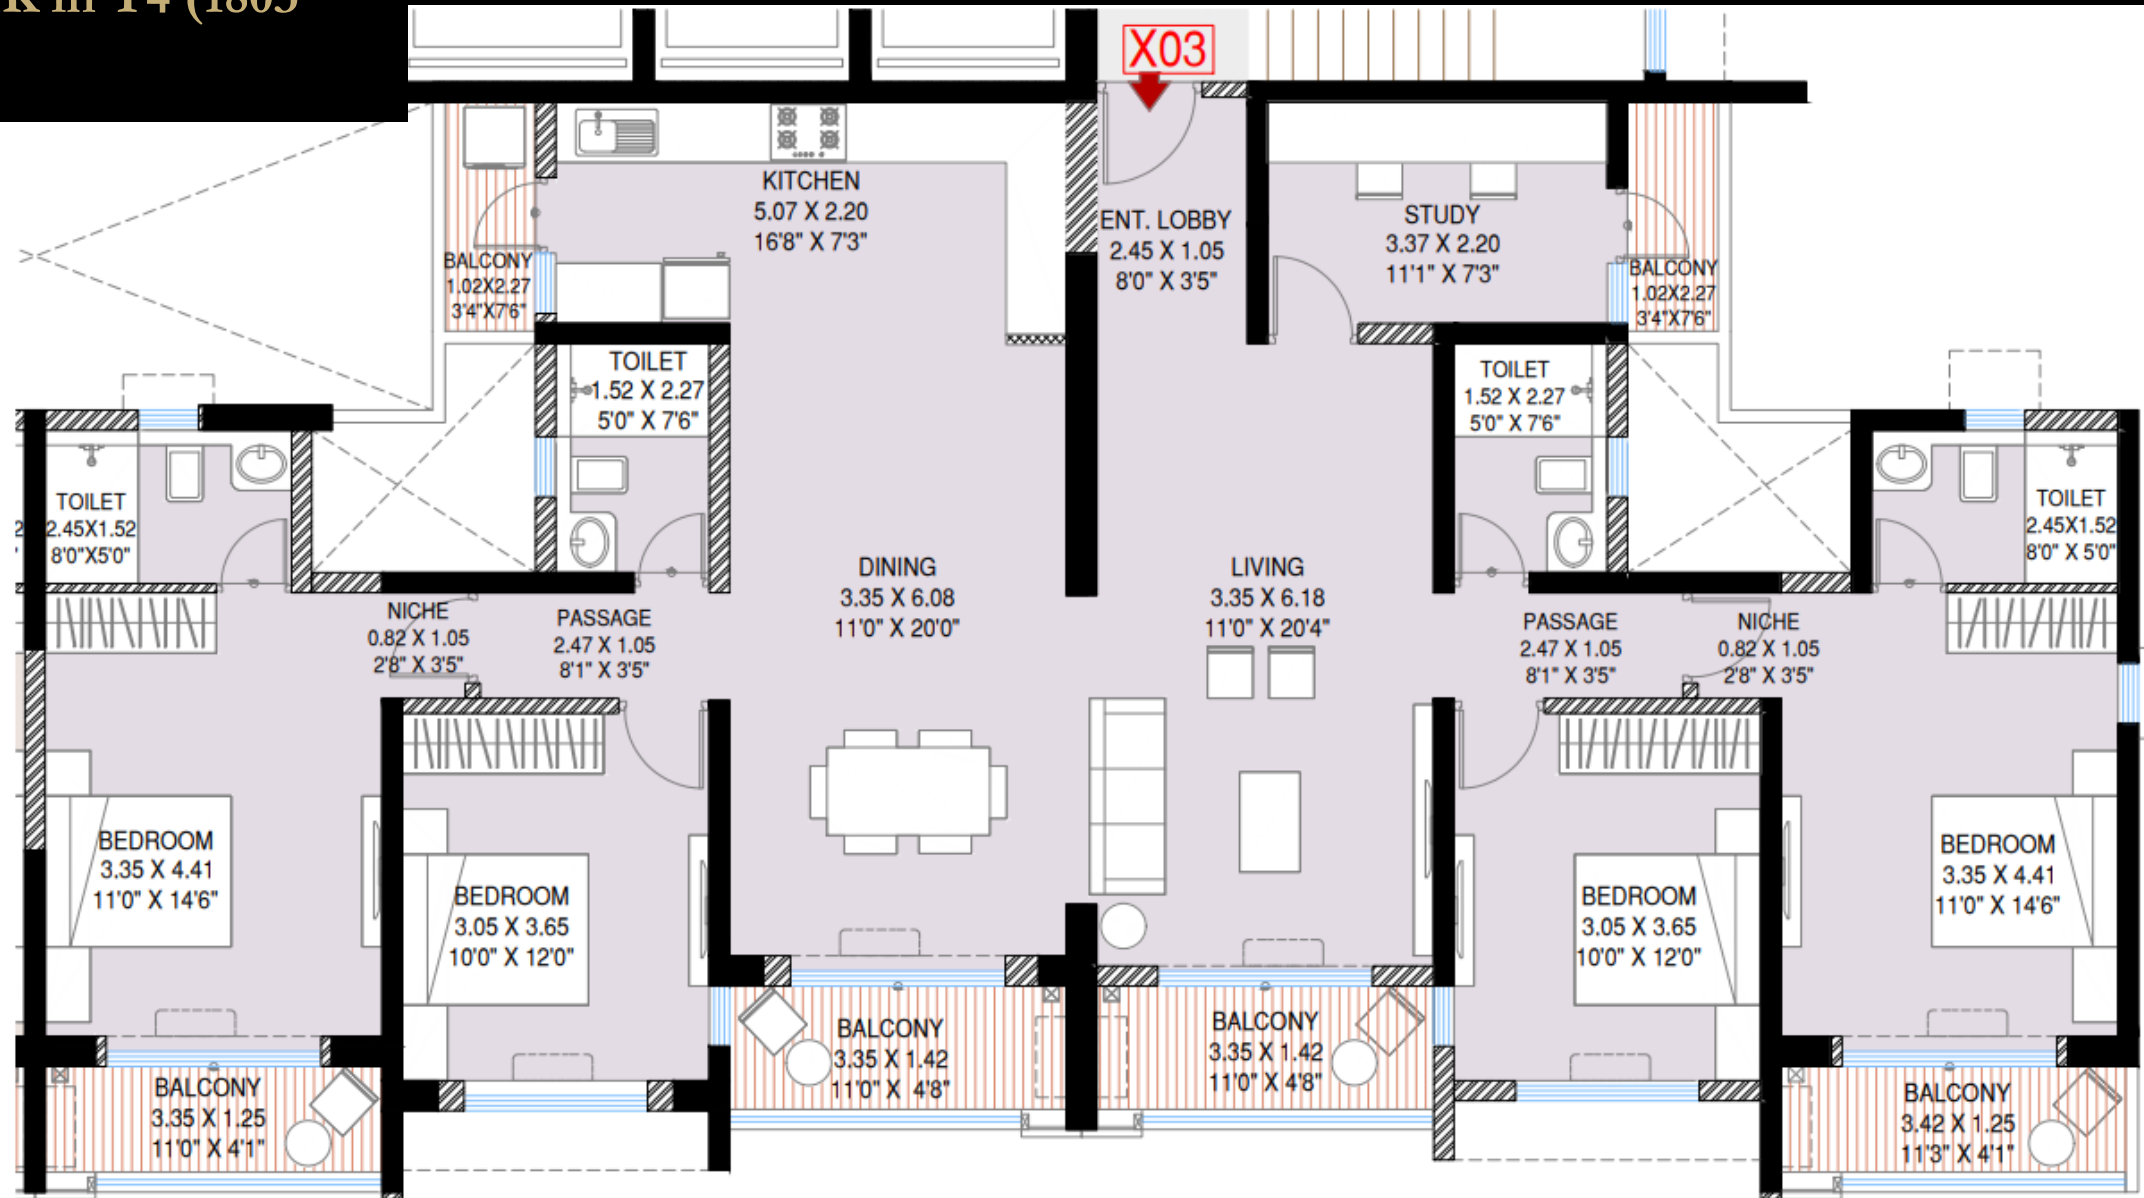 K in T4 (1803
X03
KITCHEN
5.07 X 2.20
16'8" X 7'3"
ENT. LOBBY
2.45 X 1.05
8'0" X 3'5"
STUDY
3.37 X 2.20
11'1" X 7'3"
BALCONY
1.02X2.27
3'4"X7'6"
BALCONY
1.02X2.27
3'4"X7'6"
TOILET
1.52 X 2.27
5'0" X 7'6"
TOILET
1.52 X 2.27
5'0" X 7'6"
TOILET
2.45X1.52
8'0"X5'0"
TOILET
2.45X1.52
8'0" X 5'0"
NICHE
0.82 X 1.05
2'8" X 3'5"
PASSAGE
2.47 X 1.05
8'1" X 3'5"
DINING
3.35 X 6.08
11'0" X 20'0"
LIVING
3.35 X 6.18
11'0" X 20'4"
PASSAGE
2.47 X 1.05
8'1" X 3'5"
NICHE
0.82 X 1.05
2'8" X 3'5"
BEDROOM
3.35 X 4.41
11'0" X 14'6"
BEDROOM
3.05 X 3.65
10'0" X 12'0"
BEDROOM
3.05 X 3.65
10'0" X 12'0"
BEDROOM
3.35 X 4.41
11'0" X 14'6"
BALCONY
3.35 X 1.25
11'0" X 4'1"
BALCONY
3.35 X 1.42
11'0" X 4'8"
BALCONY
3.35 X 1.42
11'0" X 4'8"
BALCONY
3.42 X 1.25
11'3" X 4'1"